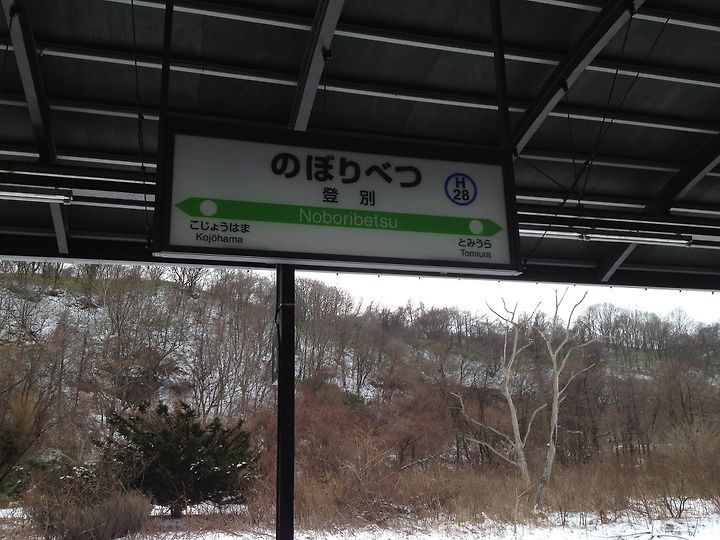 のぼりべつ
登別
H
28
Noboribetsu
こじょうはま
Kojōhama
とみうら
Tomiura